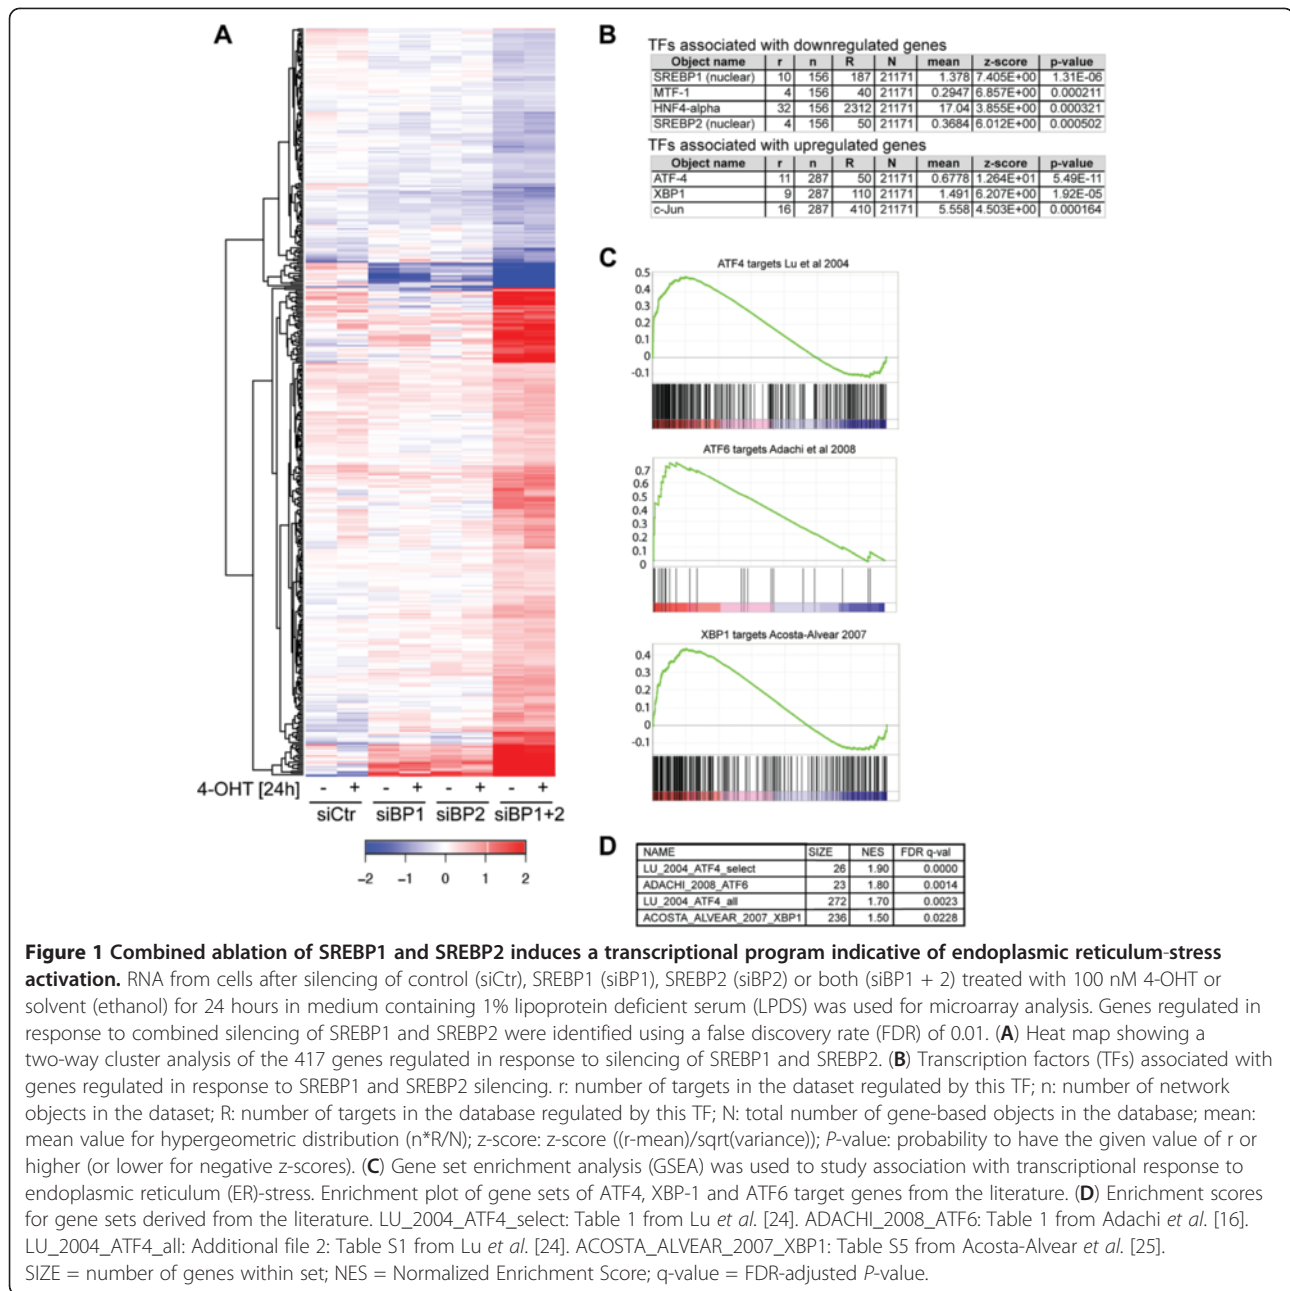 A
4-OHT [24h]
- + - + - + - +
siCtr siBP1 siBP2 siBP1+2
−2 −1 0 1 2
B
TFs associated with downregulated genes
Object name r n R N mean z-score p-value
SREBP1 (nuclear) 10 156 187 21171 1.378 7.405E+00 1.31E-06
MTF-1 4 156 40 21171 0.2947 6.857E+00 0.000211
HNF4-alpha 32 156 2312 21171 17.04 3.855E+00 0.000321
SREBP2 (nuclear) 4 156 50 21171 0.3684 6.012E+00 0.000502
TFs associated with upregulated genes
Object name r n R N mean z-score p-value
ATF-4 11 287 50 21171 0.6778 1.264E+01 5.49E-11
XBP1 9 287 110 21171 1.491 6.207E+00 1.92E-05
c-Jun 16 287 410 21171 5.558 4.503E+00 0.000164
C
ATF4 targets Lu et al 2004
0.5
0.4
0.3
0.2
0.1
0
-0.1
ATF6 targets Adachi et al 2008
0.7
0.6
0.5
0.4
0.3
0.2
0.1
0
XBP1 targets Acosta-Alvear 2007
0.4
0.3
0.2
0.1
0
-0.1
D
NAME SIZE NES FDR q-val
LU_2004_ATF4_select 26 1.90 0.0000
ADACHI_2008_ATF6 23 1.80 0.0014
LU_2004_ATF4_all 272 1.70 0.0023
ACOSTA_ALVEAR_2007_XBP1 236 1.50 0.0228
Figure 1 Combined ablation of SREBP1 and SREBP2 induces a transcriptional program indicative of endoplasmic reticulum-stress
activation. RNA from cells after silencing of control (siCtr), SREBP1 (siBP1), SREBP2 (siBP2) or both (siBP1 + 2) treated with 100 nM 4-OHT or
solvent (ethanol) for 24 hours in medium containing 1% lipoprotein deficient serum (LPDS) was used for microarray analysis. Genes regulated in
response to combined silencing of SREBP1 and SREBP2 were identified using a false discovery rate (FDR) of 0.01. (A) Heat map showing a
two-way cluster analysis of the 417 genes regulated in response to silencing of SREBP1 and SREBP2. (B) Transcription factors (TFs) associated with
genes regulated in response to SREBP1 and SREBP2 silencing. r: number of targets in the dataset regulated by this TF; n: number of network
objects in the dataset; R: number of targets in the database regulated by this TF; N: total number of gene-based objects in the database; mean:
mean value for hypergeometric distribution (n*R/N); z-score: z-score ((r-mean)/sqrt(variance)); P-value: probability to have the given value of r or
higher (or lower for negative z-scores). (C) Gene set enrichment analysis (GSEA) was used to study association with transcriptional response to
endoplasmic reticulum (ER)-stress. Enrichment plot of gene sets of ATF4, XBP-1 and ATF6 target genes from the literature. (D) Enrichment scores
for gene sets derived from the literature. LU_2004_ATF4_select: Table 1 from Lu et al. [24]. ADACHI_2008_ATF6: Table 1 from Adachi et al. [16].
LU_2004_ATF4_all: Additional file 2: Table S1 from Lu et al. [24]. ACOSTA_ALVEAR_2007_XBP1: Table S5 from Acosta-Alvear et al. [25].
SIZE = number of genes within set; NES = Normalized Enrichment Score; q-value = FDR-adjusted P-value.